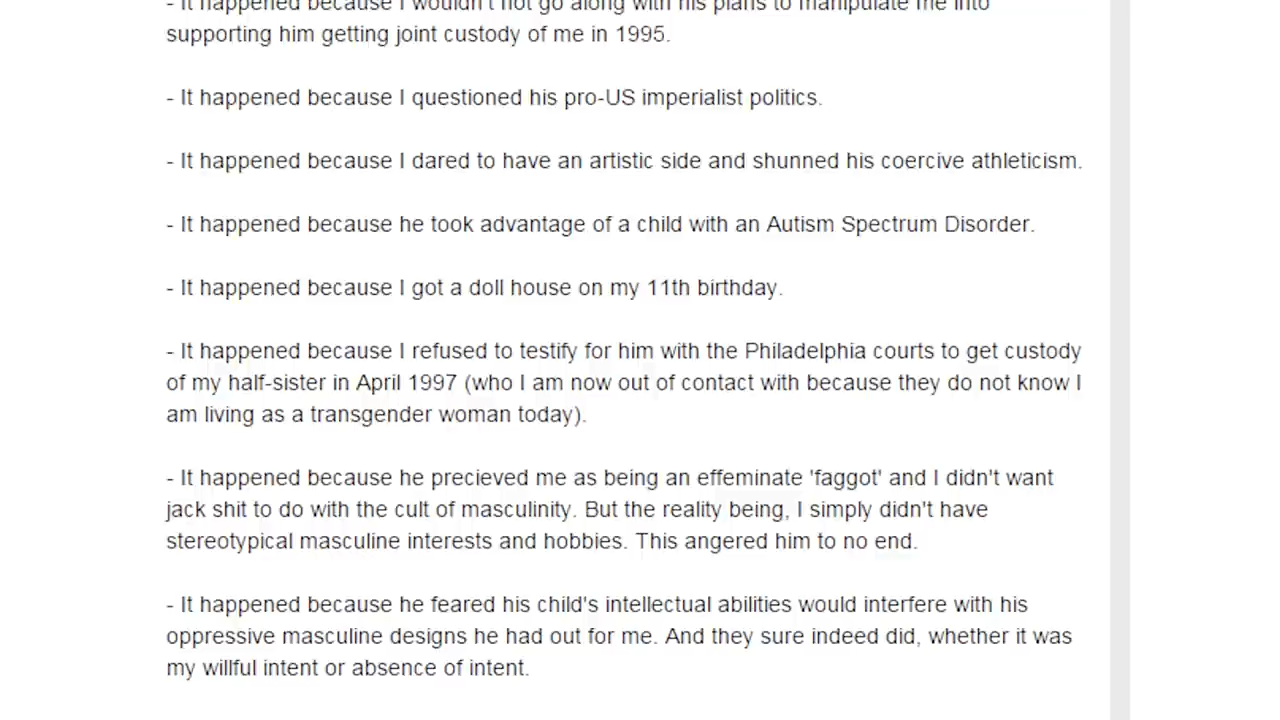 - It happened because I wouldn't not go along with his plans to manipulate me into
supporting him getting joint custody of me in 1995.
- It happened because I questioned his pro-US imperialist politics.
- It happened because I dared to have an artistic side and shunned his coercive athleticism.
- It happened because he took advantage of a child with an Autism Spectrum Disorder.
- It happened because I got a doll house on my 11th birthday.
- It happened because I refused to testify for him with the Philadelphia courts to get custody
of my half-sister in April 1997 (who I am now out of contact with because they do not know I
am living as a transgender woman today).
- It happened because he precieved me as being an effeminate 'faggot' and I didn't want
jack shit to do with the cult of masculinity. But the reality being, I simply didn't have
stereotypical masculine interests and hobbies. This angered him to no end.
- It happened because he feared his child's intellectual abilities would interfere with his
oppressive masculine designs he had out for me. And they sure indeed did, whether it was
my willful intent or absence of intent.